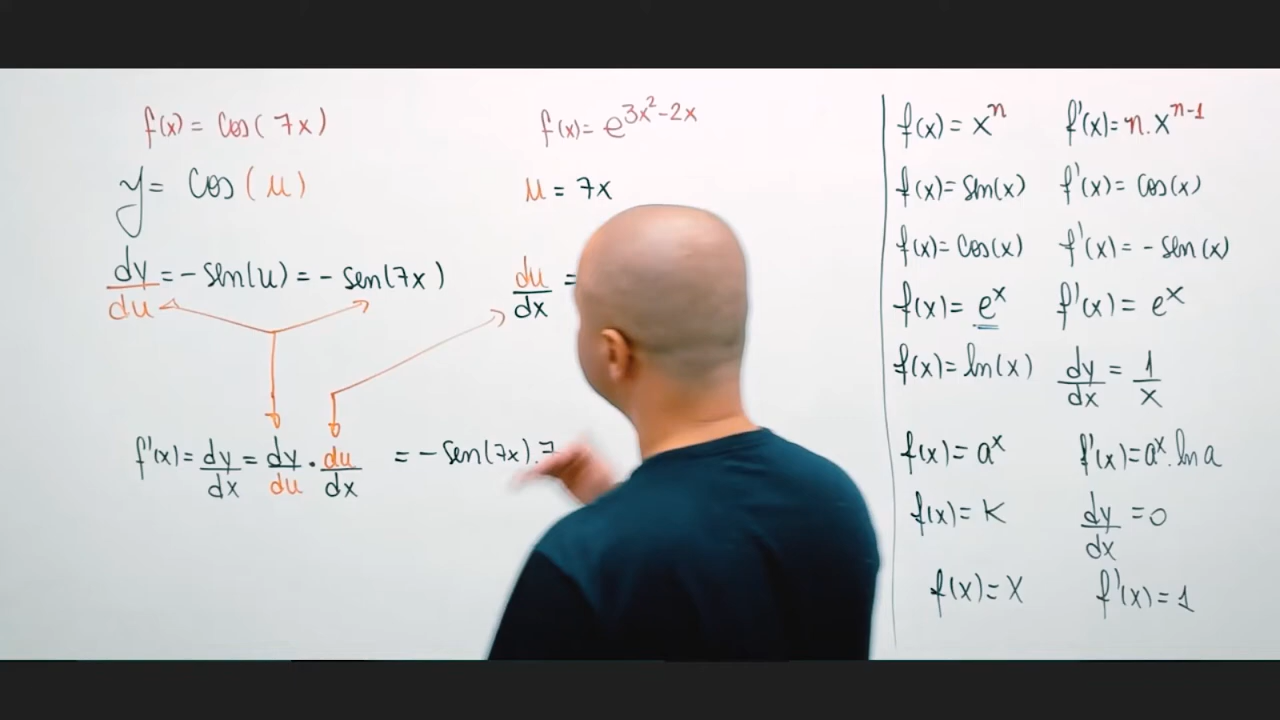 f(x) = Cos( 7x )
y = Cos ( u )
dy/du = - sen(u) = - sen(7x)
f'(x) = dy/dx = dy/du · du/dx = - sen(7x).7
f(x) = e^{3x²-2x}
u = 7x
du/dx =
f(x) = x^n f'(x) = n.x^{n-1}
f(x) = sen(x) f'(x) = Cos(x)
f(x) = Cos(x) f'(x) = - sen(x)
f(x) = e^x f'(x) = e^x
f(x) = ln(x) dy/dx = 1/x
f(x) = a^x f'(x) = a^x. ln a
f(x) = K dy/dx = 0
f(x) = X f'(x) = 1